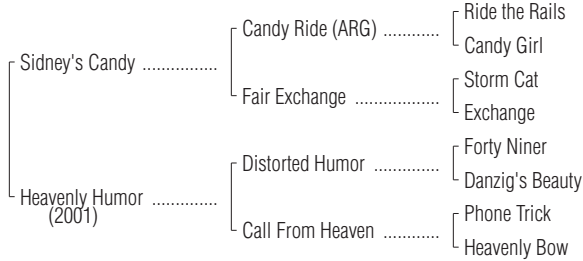 Ride the Rails
Candy Ride (ARG) ............
Candy Girl
Sidney's Candy ................
Storm Cat
Fair Exchange ..................
Exchange
Forty Niner
Distorted Humor ..............
Danzig's Beauty
Heavenly Humor ..............
(2001)
Phone Trick
Call From Heaven ............
Heavenly Bow